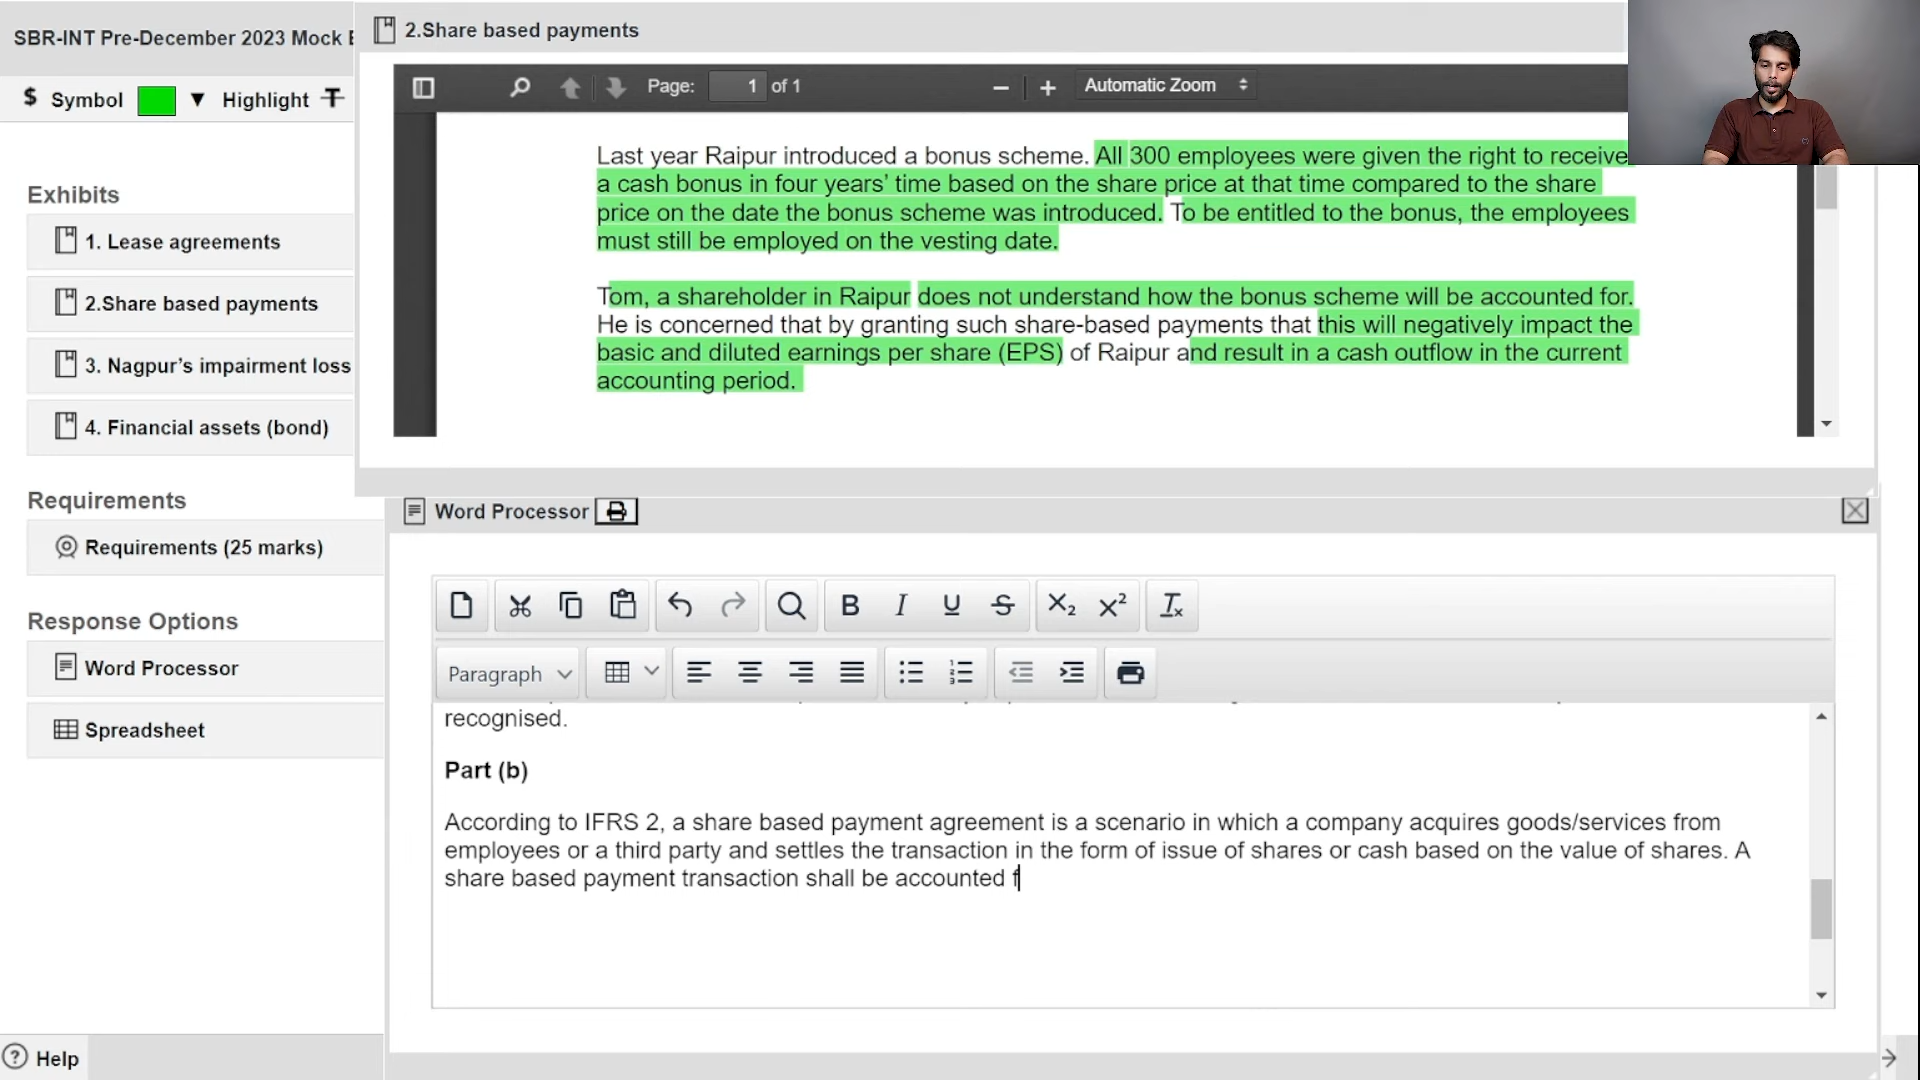 SBR-INT Pre-December 2023 Mock E
$ Symbol ▼ Highlight T
Exhibits
1. Lease agreements
2.Share based payments
3. Nagpur's impairment loss
4. Financial assets (bond)
Requirements
Requirements (25 marks)
Response Options
Word Processor
Spreadsheet
Help
2.Share based payments
Page: 1 of 1
Automatic Zoom
Last year Raipur introduced a bonus scheme. All 300 employees were given the right to receive
a cash bonus in four years' time based on the share price at that time compared to the share
price on the date the bonus scheme was introduced. To be entitled to the bonus, the employees
must still be employed on the vesting date.
Tom, a shareholder in Raipur does not understand how the bonus scheme will be accounted for.
He is concerned that by granting such share-based payments that this will negatively impact the
basic and diluted earnings per share (EPS) of Raipur and result in a cash outflow in the current
accounting period.
Word Processor
B I U S X₂ X² Tx
Paragraph
recognised.
Part (b)
According to IFRS 2, a share based payment agreement is a scenario in which a company acquires goods/services from
employees or a third party and settles the transaction in the form of issue of shares or cash based on the value of shares. A
share based payment transaction shall be accounted f